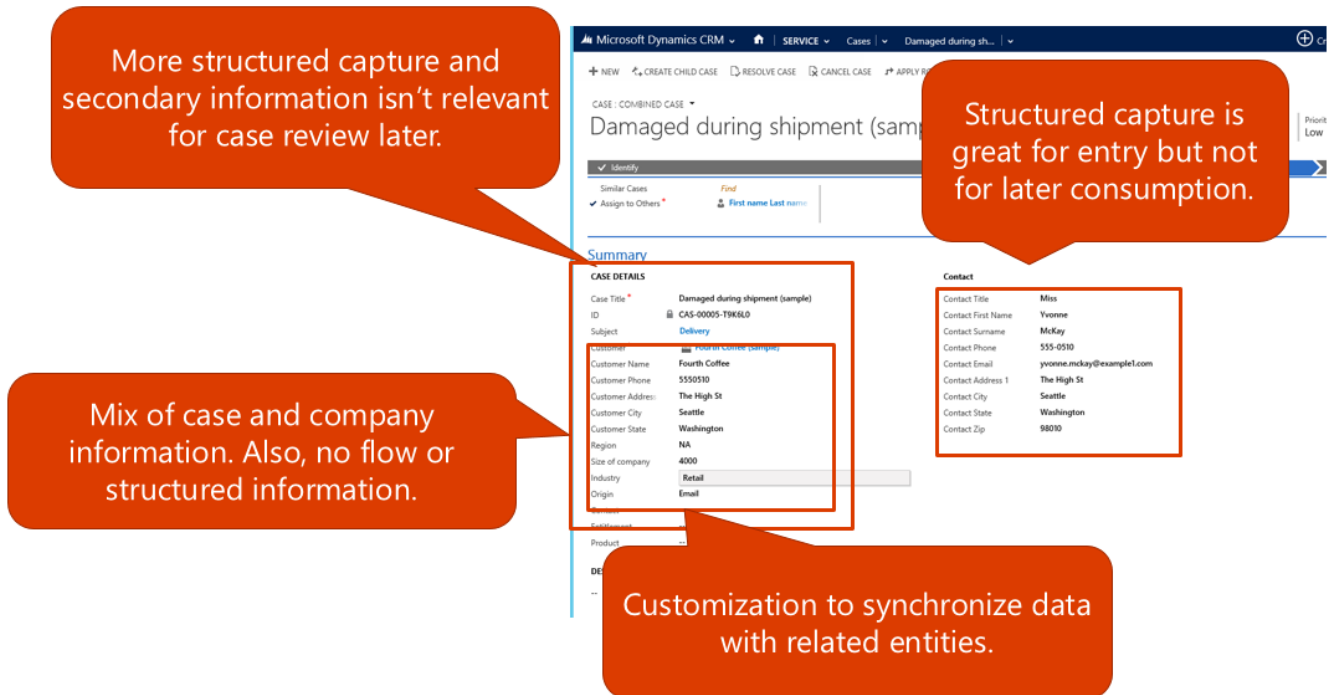 More structured capture and
secondary information isn't relevant
for case review later.
Microsoft Dynamics CRM
SERVICE
Cases
Damaged during sh...
NEW
CREATE CHILD CASE
RESOLVE CASE
CANCEL CASE
CASE : COMBINED CASE
Damaged during shipment
Low
Structured capture is
great for entry but not
for later consumption.
Identify
Similar Cases
Find
Assign to Others *
First name Last name
Summary
CASE DETAILS
Case Title * Damaged during shipment (sample)
ID CAS-00005-T9K6L0
Subject Delivery
Customer Fourth Coffee (sample)
Customer Name Fourth Coffee
Customer Phone 5550510
Customer Address The High St
Customer City Seattle
Customer State Washington
Region NA
Size of company 4000
Industry Retail
Origin Email
Contact
Entitlement --
Product --
--
Contact
Contact Title Miss
Contact First Name Yvonne
Contact Surname McKay
Contact Phone 555-0510
Contact Email yvonne.mckay@example1.com
Contact Address 1 The High St
Contact City Seattle
Contact State Washington
Contact Zip 98010
Mix of case and company
information. Also, no flow or
structured information.
Customization to synchronize data
with related entities.